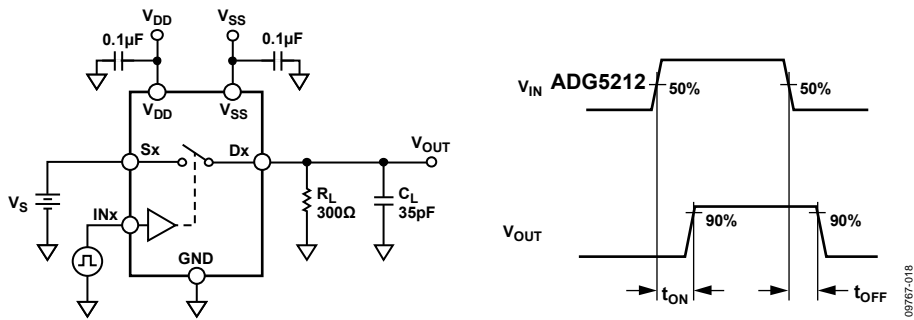 VDD
VSS
0.1µF
0.1µF
VDD
VSS
Sx
Dx
VOUT
VS
INx
RL
300Ω
CL
35pF
GND
VIN ADG5212
50%
50%
VOUT
90%
90%
tON
tOFF
09767-018